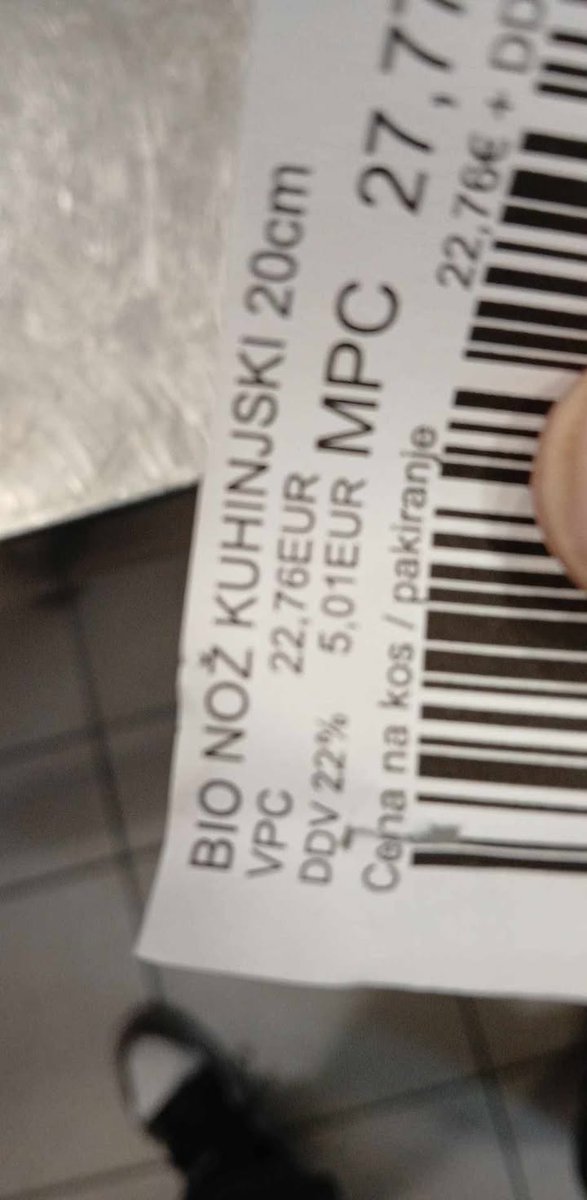 BIO NOŽ KUHINJSKI 20cm
VPC 22,76EUR
DDV 22% 5,01EUR MPC 27,77
Cena na kos / pakiranje 22,76€ + DD